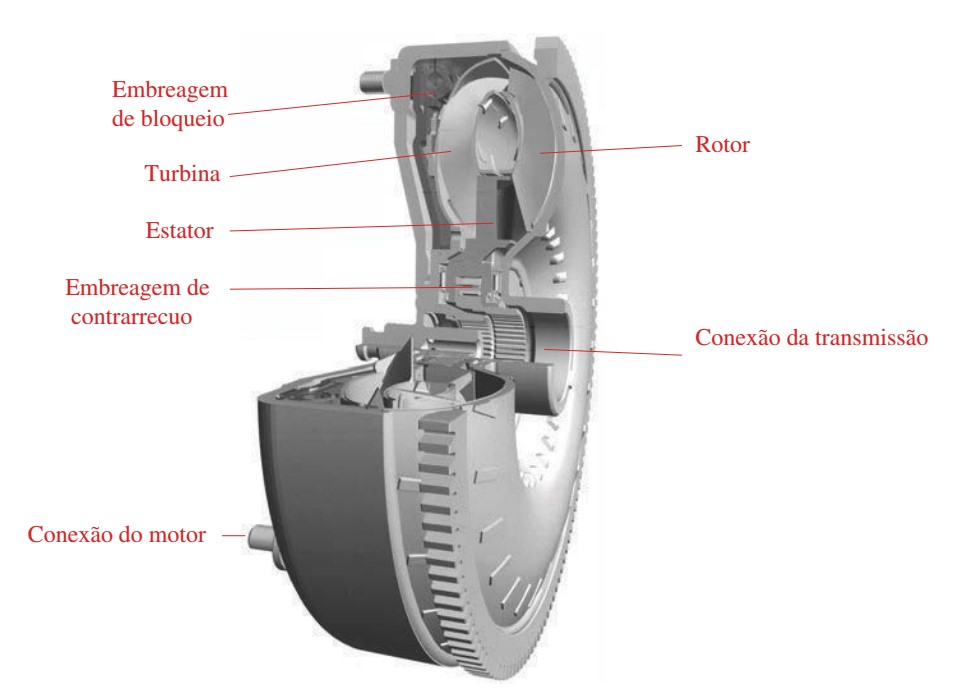 Embreagem
de bloqueio
Rotor
Turbina
Estator
Embreagem de
contrarrecuo
Conexão da transmissão
Conexão do motor